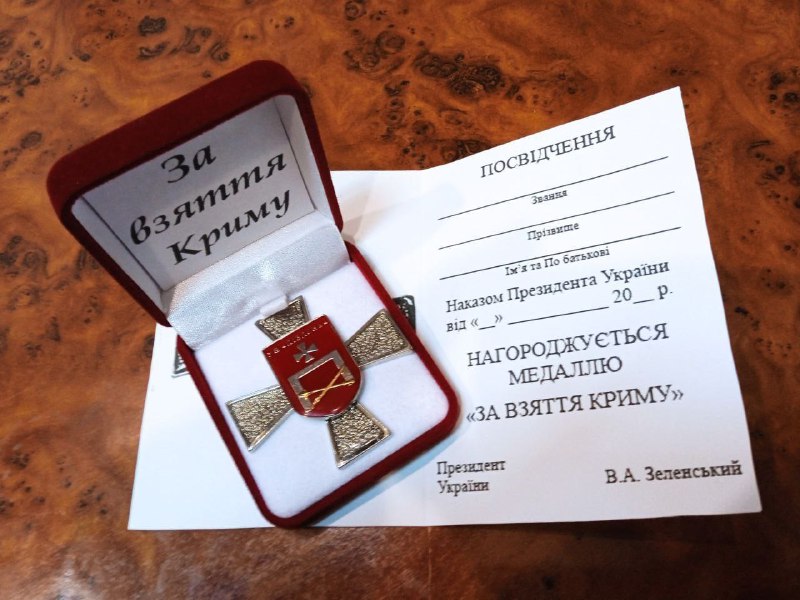 За
взяття
Криму
ПОСВІДЧЕННЯ
Звання
Прізвище
Ім'я та По батькові
Наказом Президента України
від «__» __________ 20__ р.
НАГОРОДЖУЄТЬСЯ
МЕДАЛЛЮ
«ЗА ВЗЯТТЯ КРИМУ»
Президент
України
В.А. Зеленський